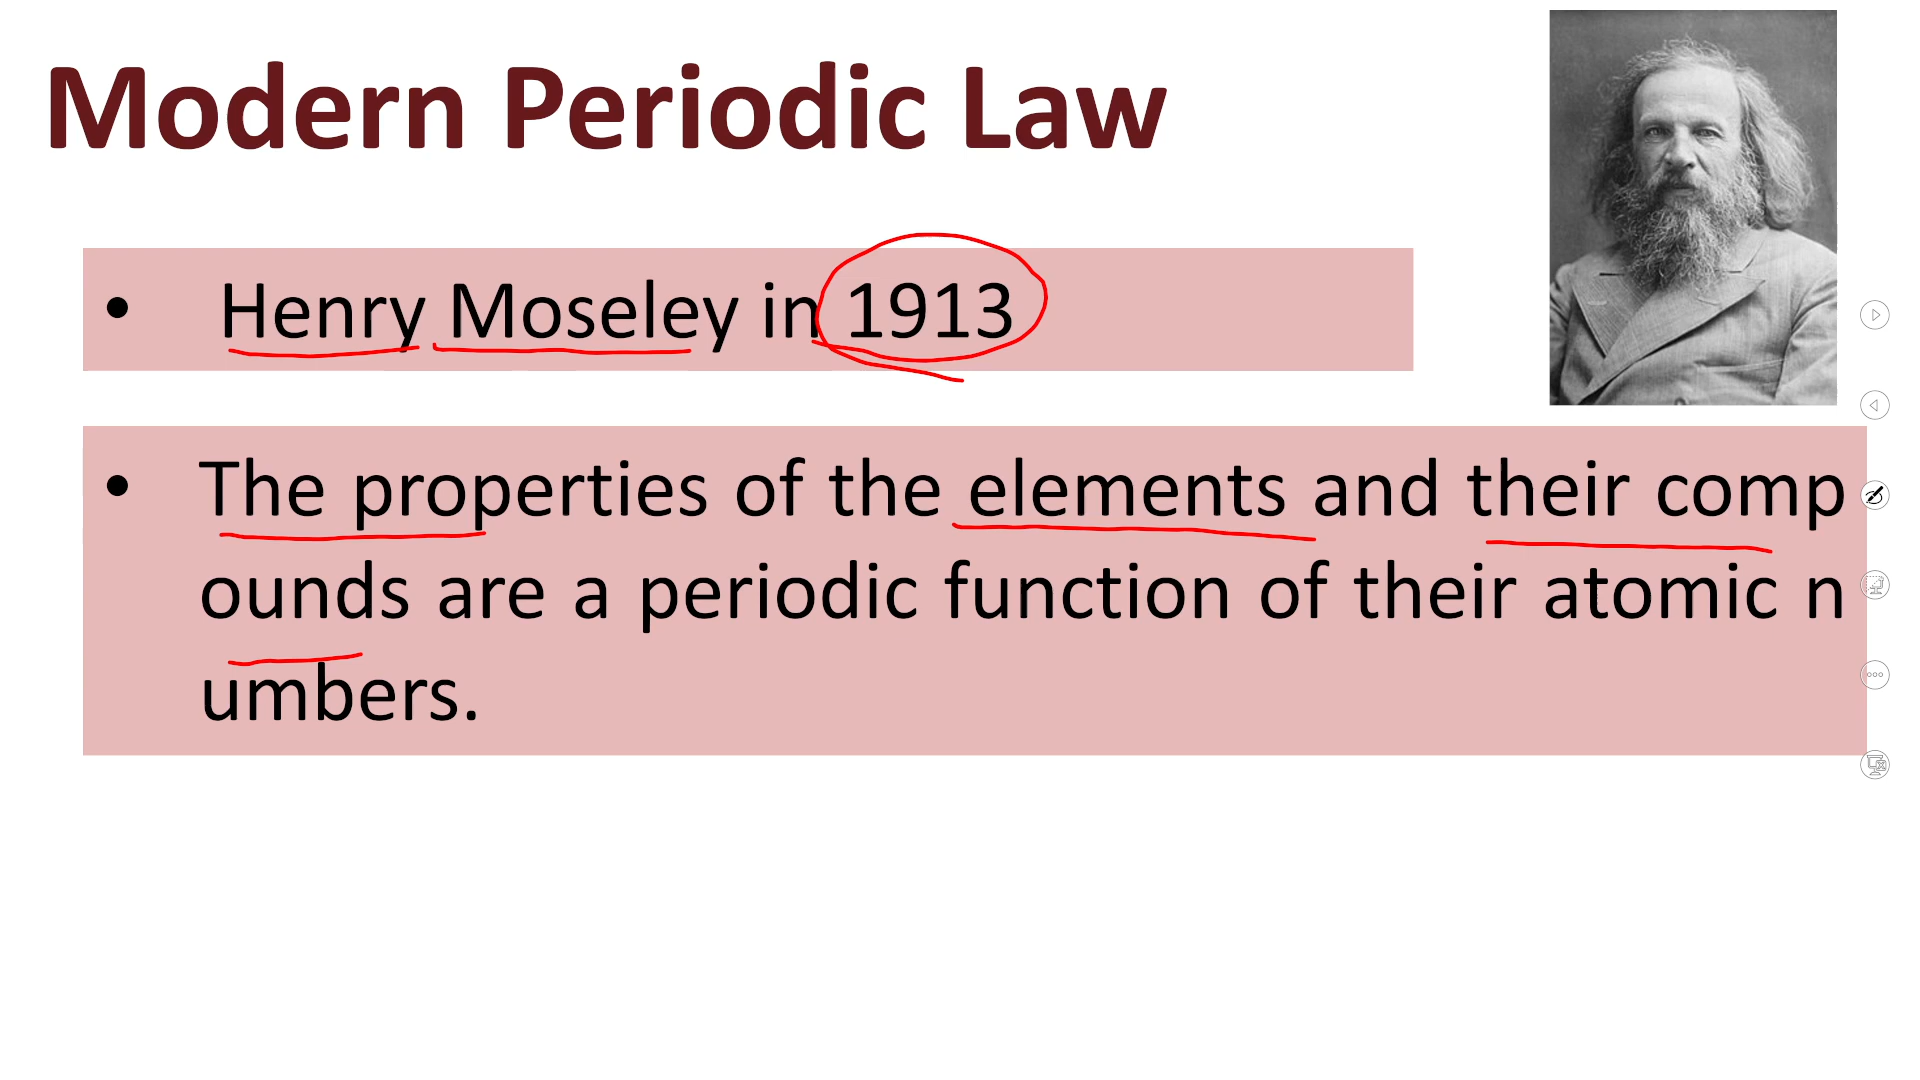 Modern Periodic Law
• Henry Moseley in 1913
• The properties of the elements and their comp
ounds are a periodic function of their atomic n
umbers.